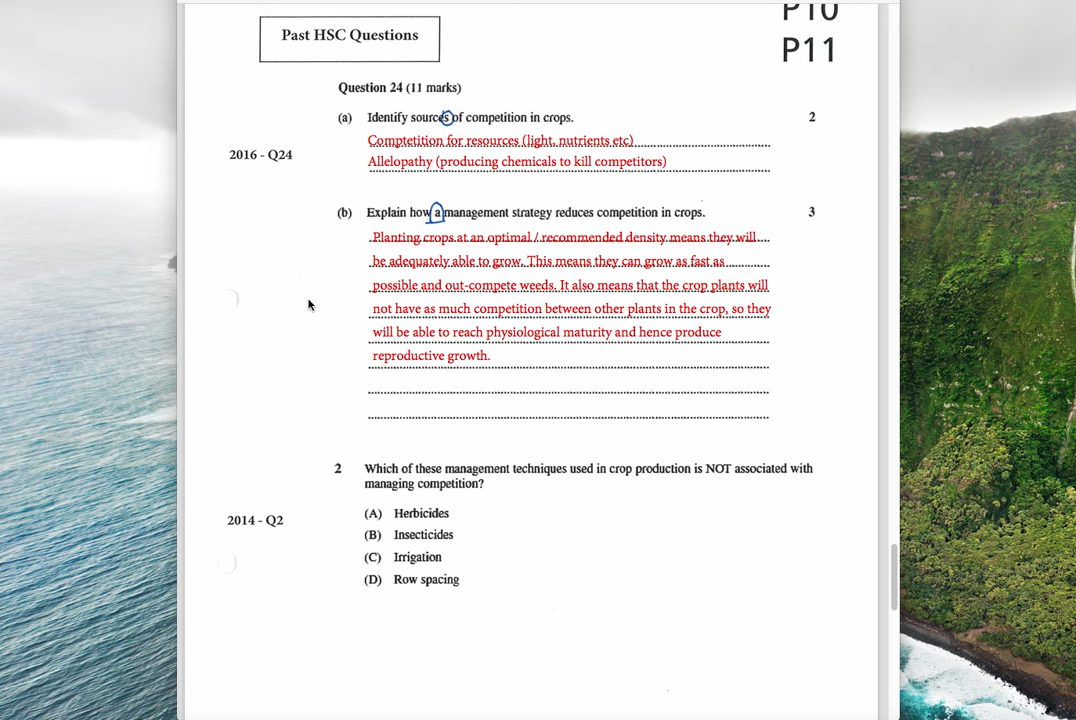 P10
P11
Past HSC Questions
Question 24 (11 marks)
(a) Identify sources of competition in crops. 2
Comptetition for resources (light, nutrients etc)
2016 - Q24
Allelopathy (producing chemicals to kill competitors)
(b) Explain how a management strategy reduces competition in crops. 3
Planting crops at an optimal / recommended density means they will
be adequately able to grow. This means they can grow as fast as
possible and out-compete weeds. It also means that the crop plants will
not have as much competition between other plants in the crop, so they
will be able to reach physiological maturity and hence produce
reproductive growth.
2 Which of these management techniques used in crop production is NOT associated with
managing competition?
2014 - Q2
(A) Herbicides
(B) Insecticides
(C) Irrigation
(D) Row spacing